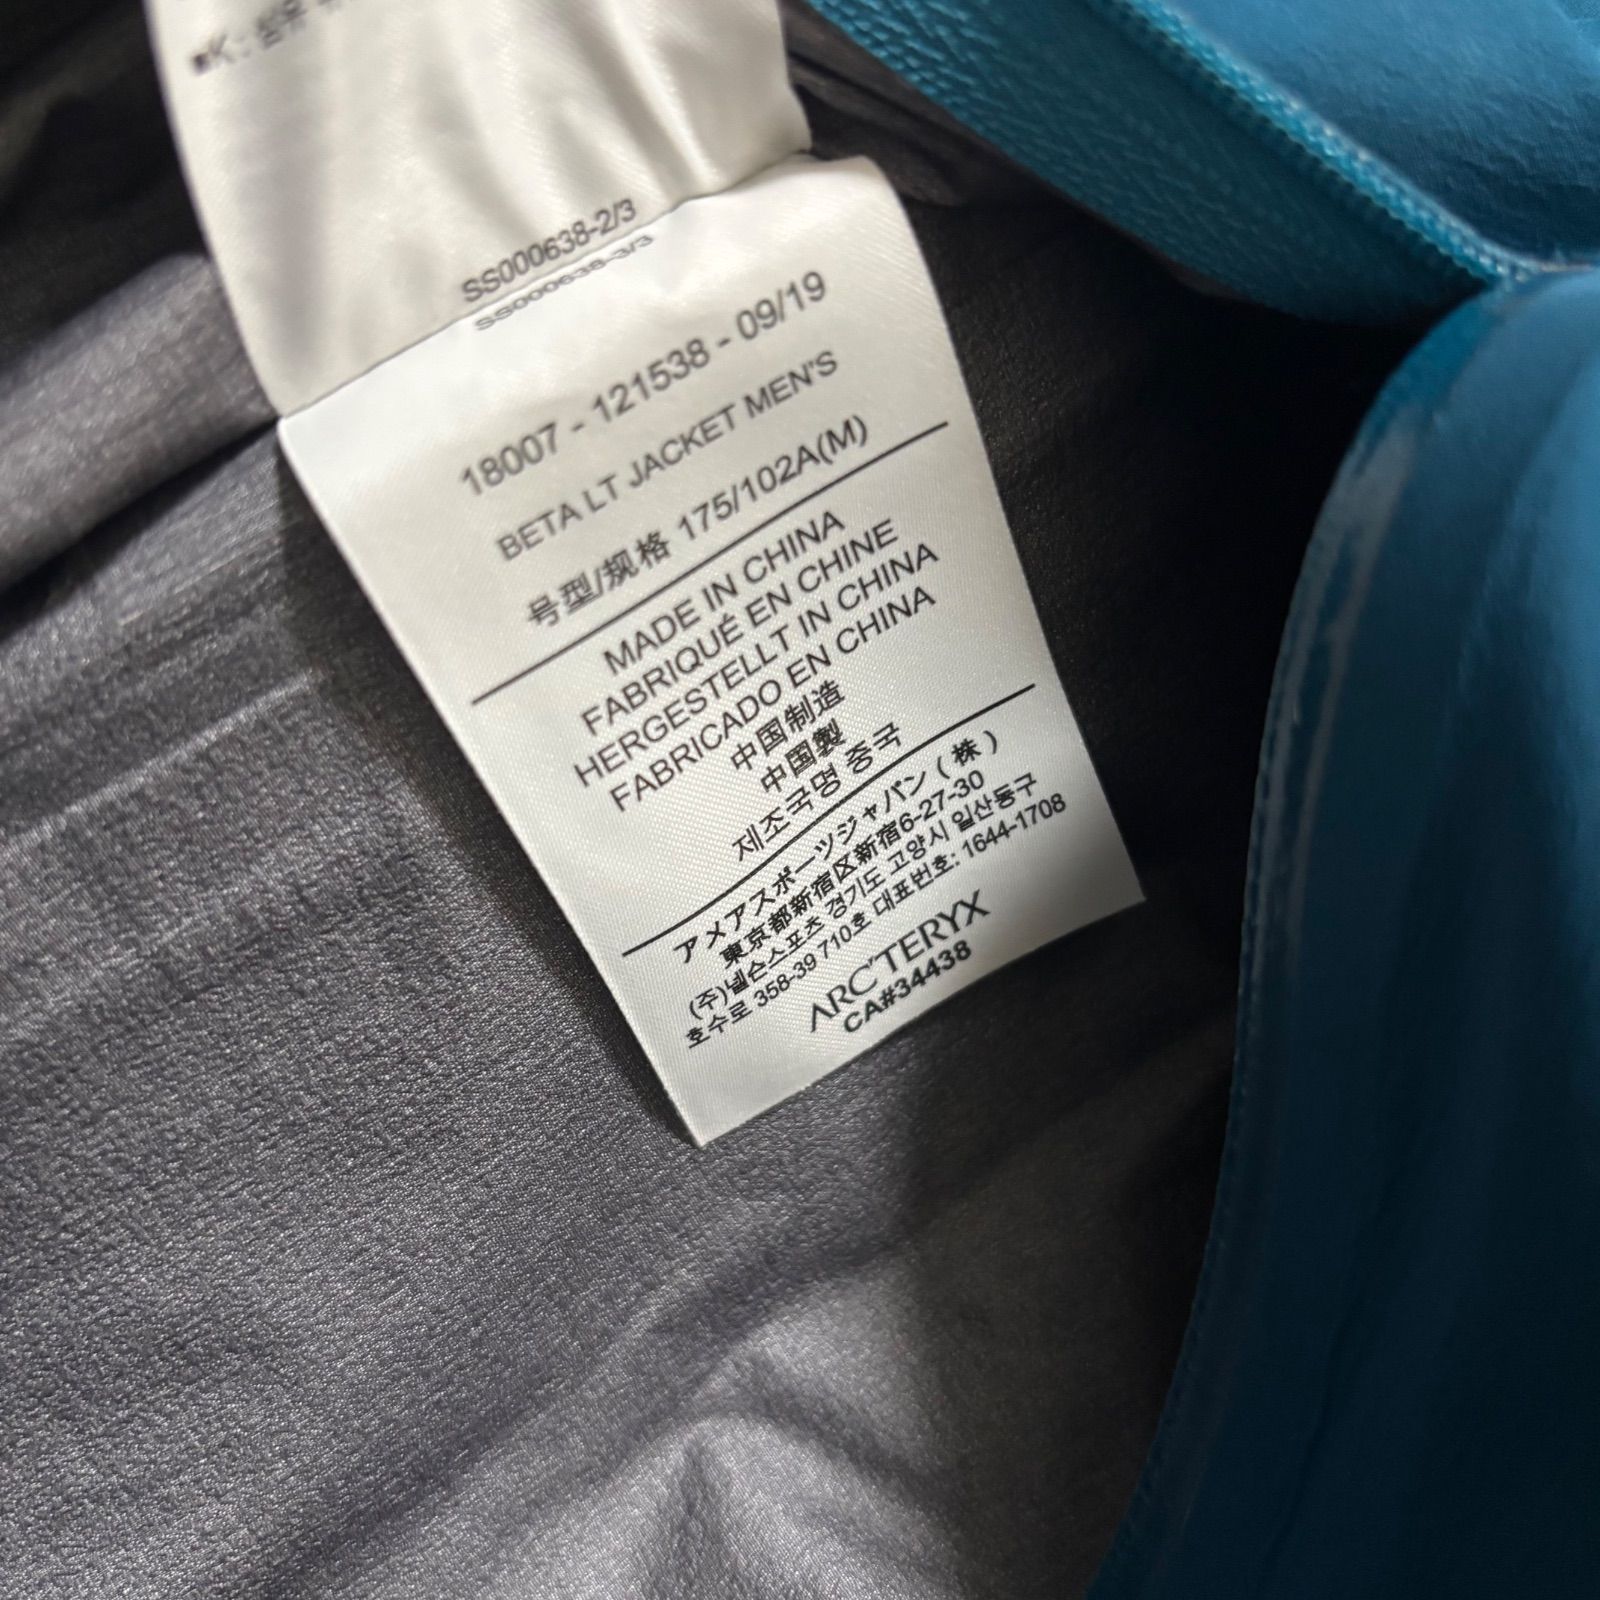 SS000638-2/3
SS000638-3/3
18007 - 121538 - 09/19
BETA LT JACKET MEN'S
号型/规格 175/102A(M)
MADE IN CHINA
FABRIQUÉ EN CHINE
HERGESTELLT IN CHINA
FABRICADO EN CHINA
中国制造
中国製
제조국명 중국
アメアスポーツジャパン(株)
東京都新宿区新宿6-27-30
(주)넬슨스포츠 경기도 고양시 일산동구
호수로 358-39 710호 대표번호: 1644-1708
ARC'TERYX
CA#34438